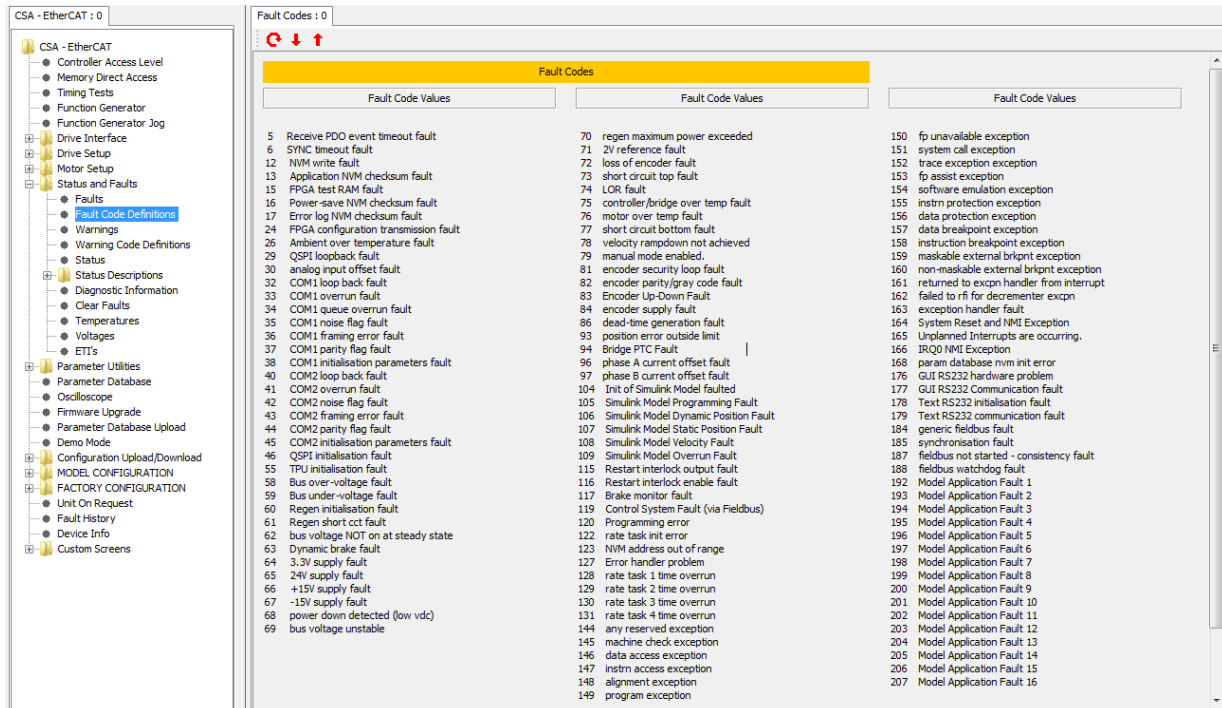 CSA - EtherCAT : 0
CSA - EtherCAT
Controller Access Level
Memory Direct Access
Timing Tests
Function Generator
Function Generator Jog
Drive Interface
Drive Setup
Motor Setup
Status and Faults
Faults
Fault Code Definitions
Warnings
Warning Code Definitions
Status
Status Descriptions
Diagnostic Information
Clear Faults
Temperatures
Voltages
ETI's
Parameter Utilities
Parameter Database
Oscilloscope
Firmware Upgrade
Parameter Database Upload
Demo Mode
Configuration Upload/Download
MODEL CONFIGURATION
FACTORY CONFIGURATION
Unit On Request
Fault History
Device Info
Custom Screens
Fault Codes : 0
Fault Codes
Fault Code Values
5 Receive PDO event timeout fault
6 SYNC timeout fault
12 NVM write fault
13 Application NVM checksum fault
15 FPGA test RAM fault
16 Power-save NVM checksum fault
17 Error log NVM checksum fault
24 FPGA configuration transmission fault
26 Ambient over temperature fault
29 QSPI loopback fault
30 analog input offset fault
32 COM1 loop back fault
33 COM1 overrun fault
34 COM1 queue overrun fault
35 COM1 noise flag fault
36 COM1 framing error fault
37 COM1 parity flag fault
38 COM1 initialisation parameters fault
40 COM2 loop back fault
41 COM2 overrun fault
42 COM2 noise flag fault
43 COM2 framing error fault
44 COM2 parity flag fault
45 COM2 initialisation parameters fault
46 QSPI initialisation fault
55 TPU initialisation fault
58 Bus over-voltage fault
59 Bus under-voltage fault
60 Regen initialisation fault
61 Regen short cct fault
62 bus voltage NOT on at steady state
63 Dynamic brake fault
64 3.3V supply fault
65 24V supply fault
66 +15V supply fault
67 -15V supply fault
68 power down detected (low vdc)
69 bus voltage unstable
Fault Code Values
70 regen maximum power exceeded
71 2V reference fault
72 loss of encoder fault
73 short circuit top fault
74 LOR fault
75 controller/bridge over temp fault
76 motor over temp fault
77 short circuit bottom fault
78 velocity rampdown not achieved
79 manual mode enabled.
81 encoder security loop fault
82 encoder parity/gray code fault
83 Encoder Up-Down Fault
84 encoder supply fault
86 dead-time generation fault
93 position error outside limit
94 Bridge PTC Fault
96 phase A current offset fault
97 phase B current offset fault
104 Init of Simulink Model faulted
105 Simulink Model Programming Fault
106 Simulink Model Dynamic Position Fault
107 Simulink Model Static Position Fault
108 Simulink Model Velocity Fault
109 Simulink Model Overrun Fault
115 Restart interlock output fault
116 Restart interlock enable fault
117 Brake monitor fault
119 Control System Fault (via Fieldbus)
120 Programming error
122 rate task init error
123 NVM address out of range
127 Error handler problem
128 rate task 1 time overrun
129 rate task 2 time overrun
130 rate task 3 time overrun
131 rate task 4 time overrun
144 any reserved exception
145 machine check exception
146 data access exception
147 instrn access exception
148 alignment exception
149 program exception
Fault Code Values
150 fp unavailable exception
151 system call exception
152 trace exception exception
153 fp assist exception
154 software emulation exception
155 instrn protection exception
156 data protection exception
157 data breakpoint exception
158 instruction breakpoint exception
159 maskable external brkpnt exception
160 non-maskable external brkpnt exception
161 returned to excpn handler from interrupt
162 failed to rfi for decrementer excpn
163 exception handler fault
164 System Reset and NMI Exception
165 Unplanned Interrupts are occurring.
166 IRQ0 NMI Exception
168 param database nvm init error
176 GUI RS232 hardware problem
177 GUI RS232 Communication fault
178 Text RS232 initialisation fault
179 Text RS232 communication fault
184 generic fieldbus fault
185 synchronisation fault
187 fieldbus not started - consistency fault
188 fieldbus watchdog fault
192 Model Application Fault 1
193 Model Application Fault 2
194 Model Application Fault 3
195 Model Application Fault 4
196 Model Application Fault 5
197 Model Application Fault 6
198 Model Application Fault 7
199 Model Application Fault 8
200 Model Application Fault 9
201 Model Application Fault 10
202 Model Application Fault 11
203 Model Application Fault 12
204 Model Application Fault 13
205 Model Application Fault 14
206 Model Application Fault 15
207 Model Application Fault 16